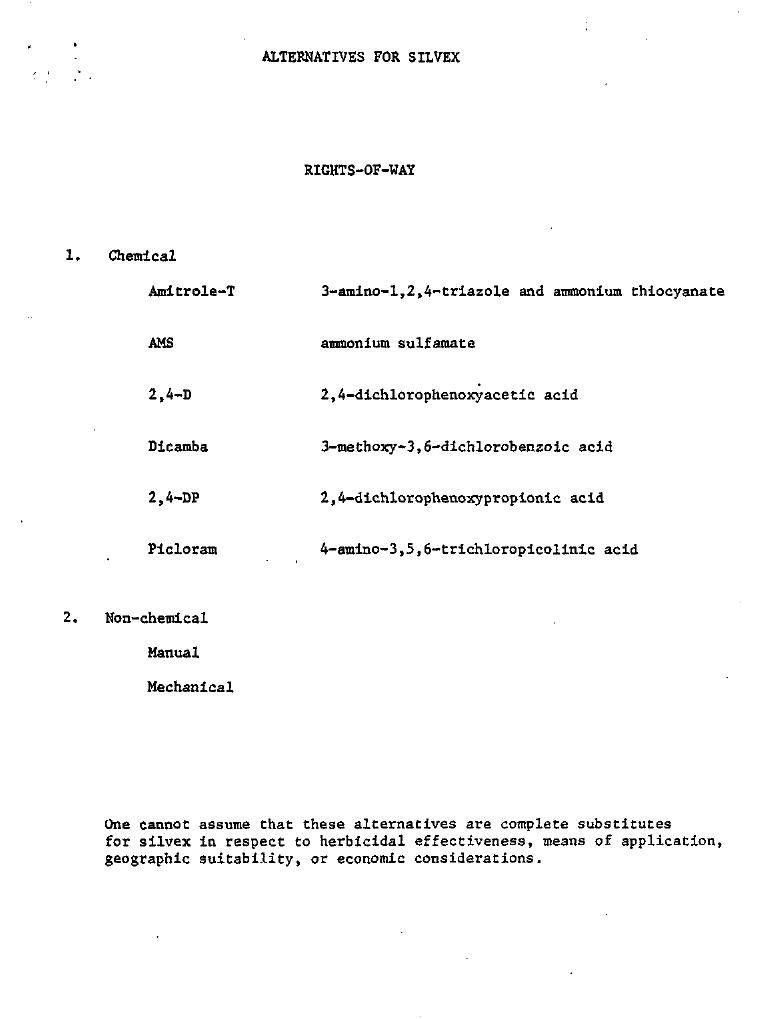 ALTERNATIVES FOR SILVEX
RIGHTS-OF-WAY
1. Chemical
Amitrole-T 3-amino-1,2,4-triazole and ammonium thiocyanate
AMS ammonium sulfamate
2,4-D 2,4-dichlorophenoxyacetic acid
Dicamba 3-methoxy-3,6-dichlorobenzoic acid
2,4-DP 2,4-dichlorophenoxypropionic acid
Picloram 4-amino-3,5,6-trichloropicolinic acid
2. Non-chemical
Manual
Mechanical
One cannot assume that these alternatives are complete substitutes
for silvex in respect to herbicidal effectiveness, means of application,
geographic suitability, or economic considerations.